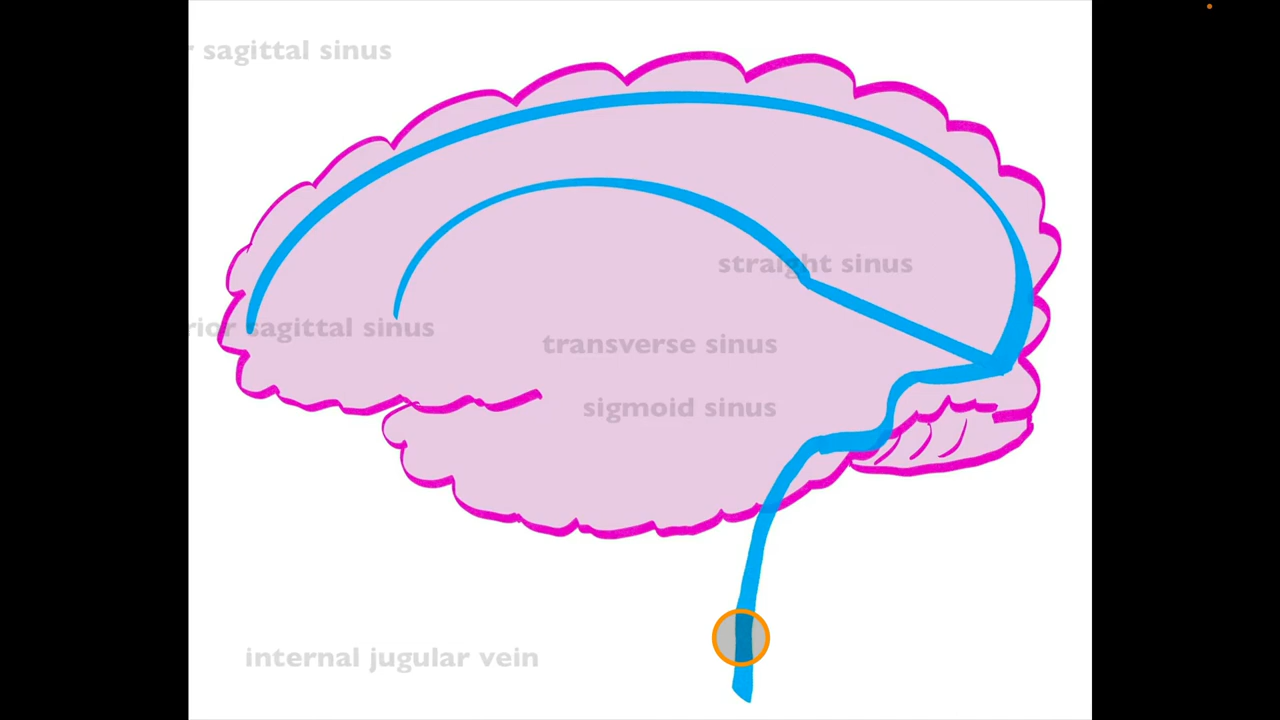 sagittal sinus
straight sinus
sagittal sinus
transverse sinus
sigmoid sinus
internal jugular vein